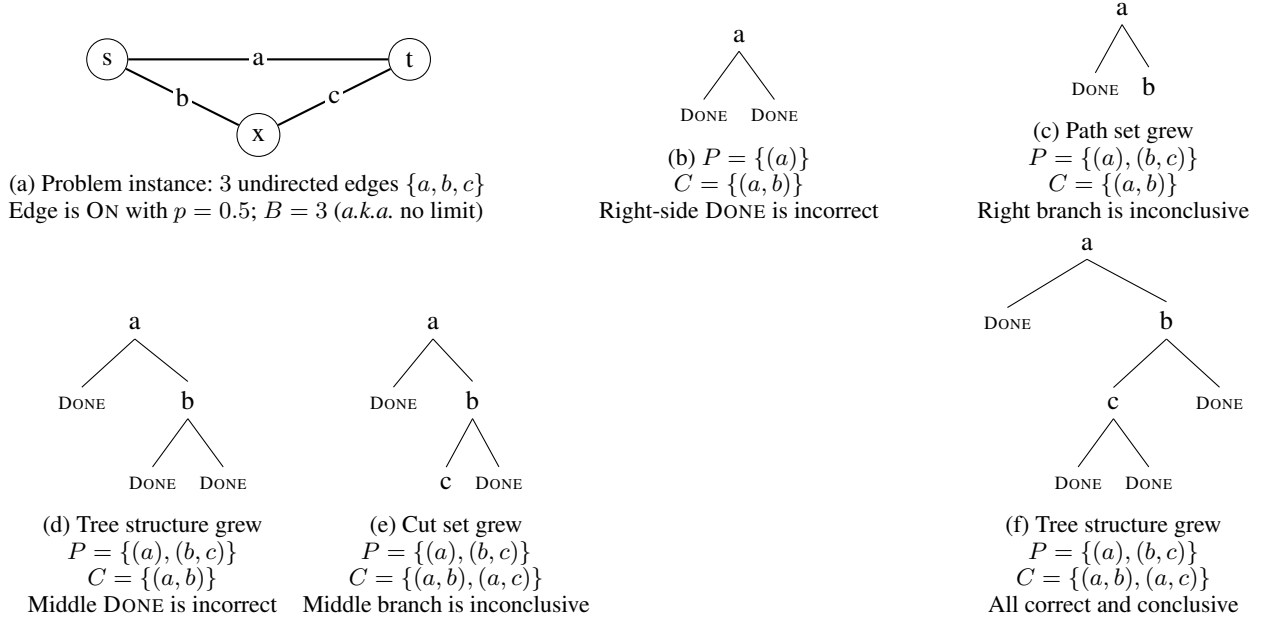 s
a
t
b
c
x
(a) Problem instance: 3 undirected edges {a, b, c}
Edge is ON with p = 0.5; B = 3 (a.k.a. no limit)
a
DONE DONE
(b) P = {(a)}
C = {(a, b)}
Right-side DONE is incorrect
a
DONE b
(c) Path set grew
P = {(a), (b, c)}
C = {(a, b)}
Right branch is inconclusive
a
DONE b
DONE DONE
(d) Tree structure grew
P = {(a), (b, c)}
C = {(a, b)}
Middle DONE is incorrect
a
DONE b
c DONE
(e) Cut set grew
P = {(a), (b, c)}
C = {(a, b), (a, c)}
Middle branch is inconclusive
a
DONE b
c DONE
DONE DONE
(f) Tree structure grew
P = {(a), (b, c)}
C = {(a, b), (a, c)}
All correct and conclusive